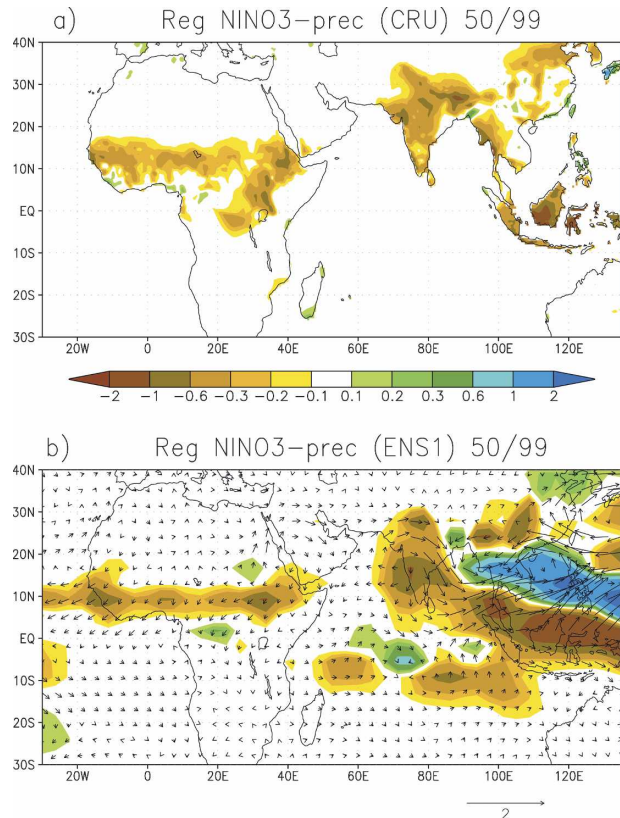 a) Reg NINO3-prec (CRU) 50/99
40N
30N
20N
10N
EQ
10S
20S
30S
20W 0 20E 40E 60E 80E 100E 120E
-2 -1 -0.6 -0.3 -0.2 -0.1 0.1 0.2 0.3 0.6 1 2
b) Reg NINO3-prec (ENS1) 50/99
40N
30N
20N
10N
EQ
10S
20S
30S
20W 0 20E 40E 60E 80E 100E 120E
2